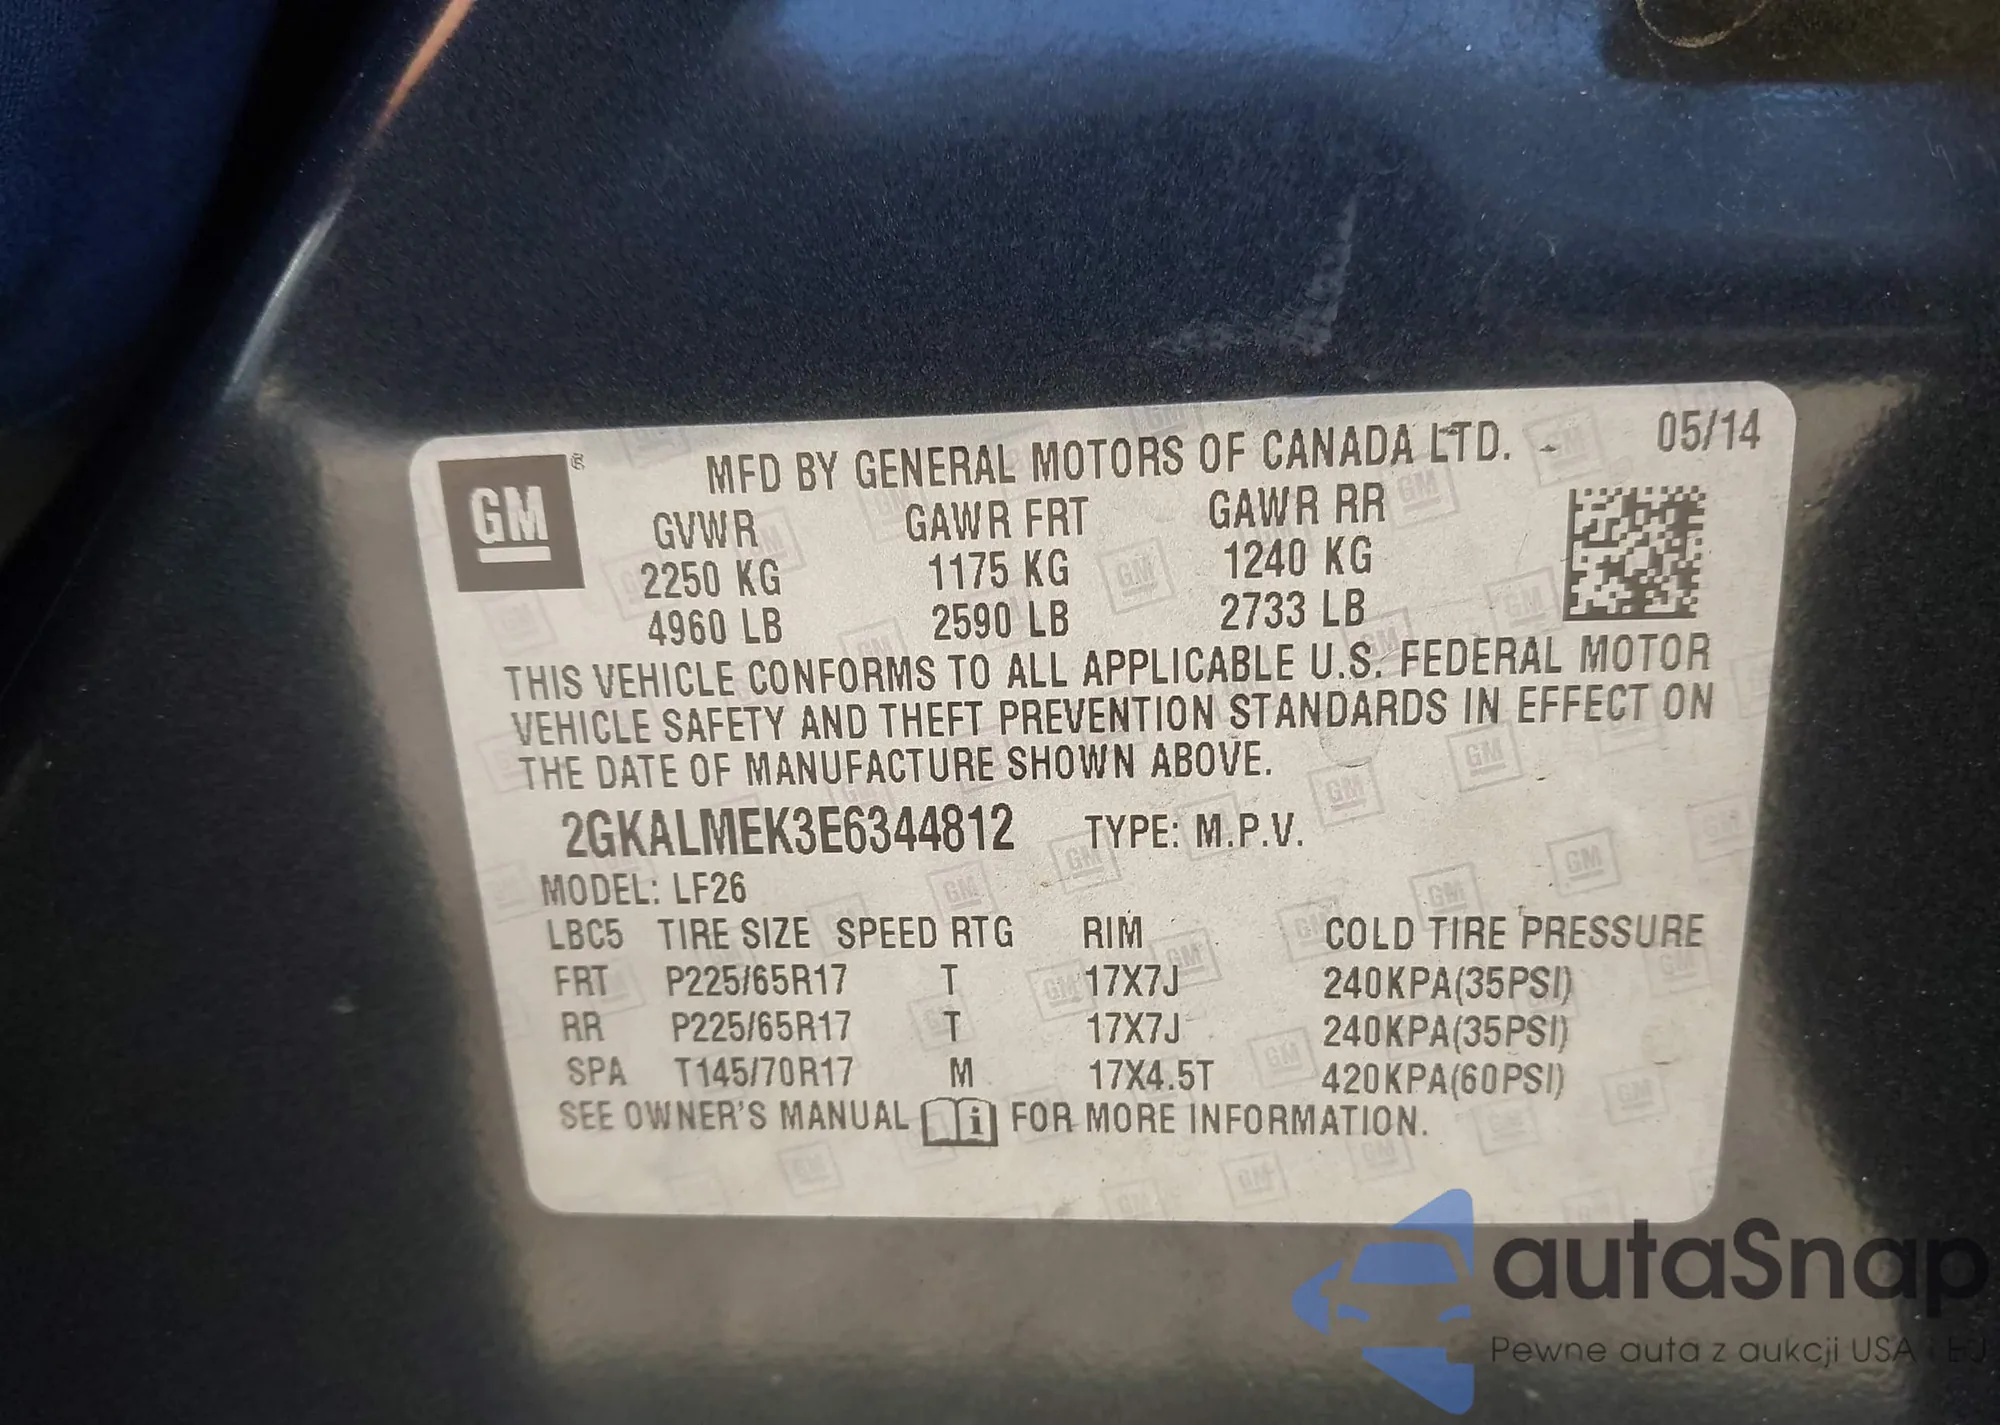 GM ®
MFD BY GENERAL MOTORS OF CANADA LTD. 05/14
GVWR GAWR FRT GAWR RR
2250 KG 1175 KG 1240 KG
4960 LB 2590 LB 2733 LB
THIS VEHICLE CONFORMS TO ALL APPLICABLE U.S. FEDERAL MOTOR
VEHICLE SAFETY AND THEFT PREVENTION STANDARDS IN EFFECT ON
THE DATE OF MANUFACTURE SHOWN ABOVE.
2GKALMEK3E6344812 TYPE: M.P.V.
MODEL: LF26
LBC5 TIRE SIZE SPEED RTG RIM COLD TIRE PRESSURE
FRT P225/65R17 T 17X7J 240KPA(35PSI)
RR P225/65R17 T 17X7J 240KPA(35PSI)
SPA T145/70R17 M 17X4.5T 420KPA(60PSI)
SEE OWNER'S MANUAL i FOR MORE INFORMATION.
autaSnap
Pewne auta z aukcji USA i EU